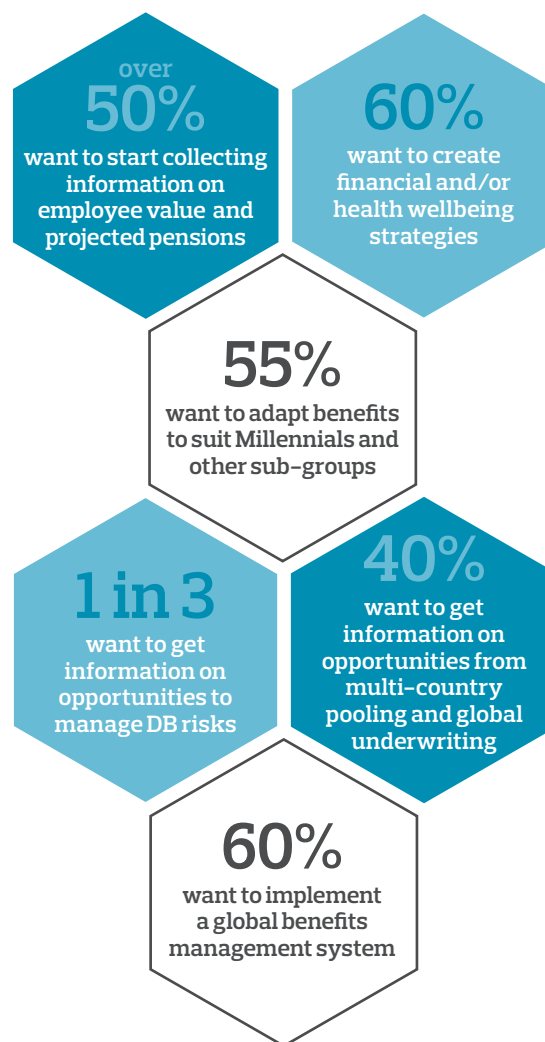 over
50%
want to start collecting
information on
employee value and
projected pensions
60%
want to create
financial and/or
health wellbeing
strategies
55%
want to adapt benefits
to suit Millennials and
other sub-groups
1 in 3
want to get
information on
opportunities to
manage DB risks
40%
want to get
information on
opportunities from
multi-country
pooling and global
underwriting
60%
want to implement
a global benefits
management system